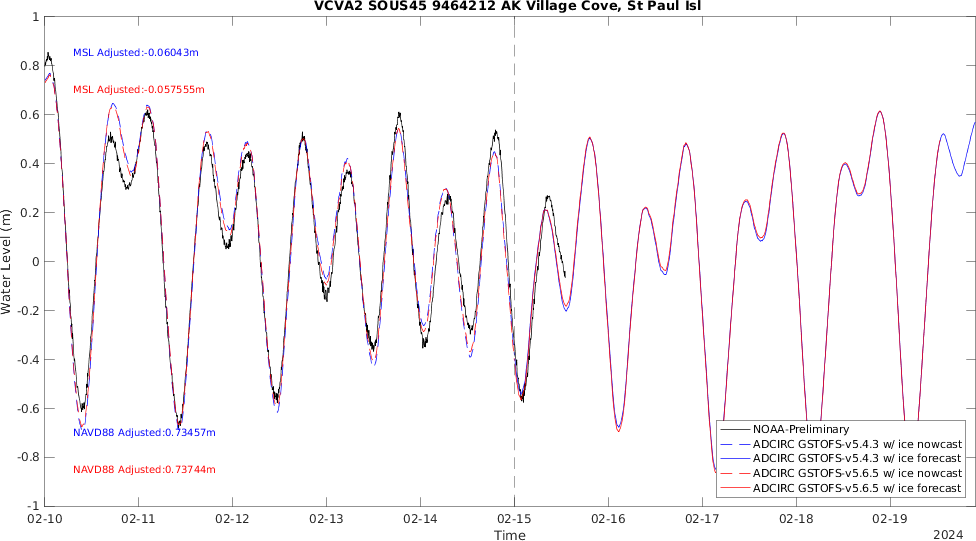 VCVA2 SOUS45 9464212 AK Village Cove, St Paul Isl
1
0.8
0.6
0.4
0.2
0
-0.2
-0.4
-0.6
-0.8
-1
Water Level (m)
MSL Adjusted:-0.06043m
MSL Adjusted:-0.057555m
NAVD88 Adjusted:0.73457m
NAVD88 Adjusted:0.73744m
NOAA-Preliminary
ADCIRC GSTOFS-v5.4.3 w/ ice nowcast
ADCIRC GSTOFS-v5.4.3 w/ ice forecast
ADCIRC GSTOFS-v5.6.5 w/ ice nowcast
ADCIRC GSTOFS-v5.6.5 w/ ice forecast
02-10 02-11 02-12 02-13 02-14 02-15 02-16 02-17 02-18 02-19
Time
2024